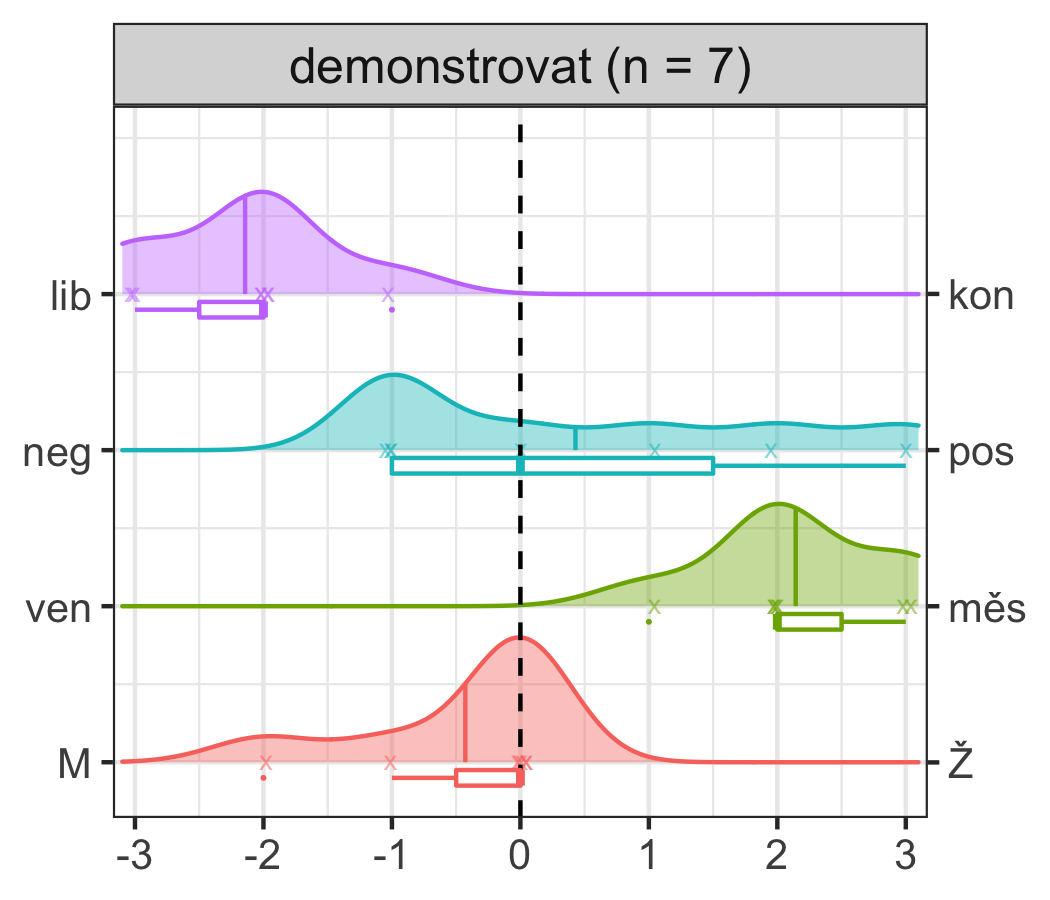 demonstrovat (n = 7)
lib kon
neg pos
ven měs
M Ž
-3 -2 -1 0 1 2 3